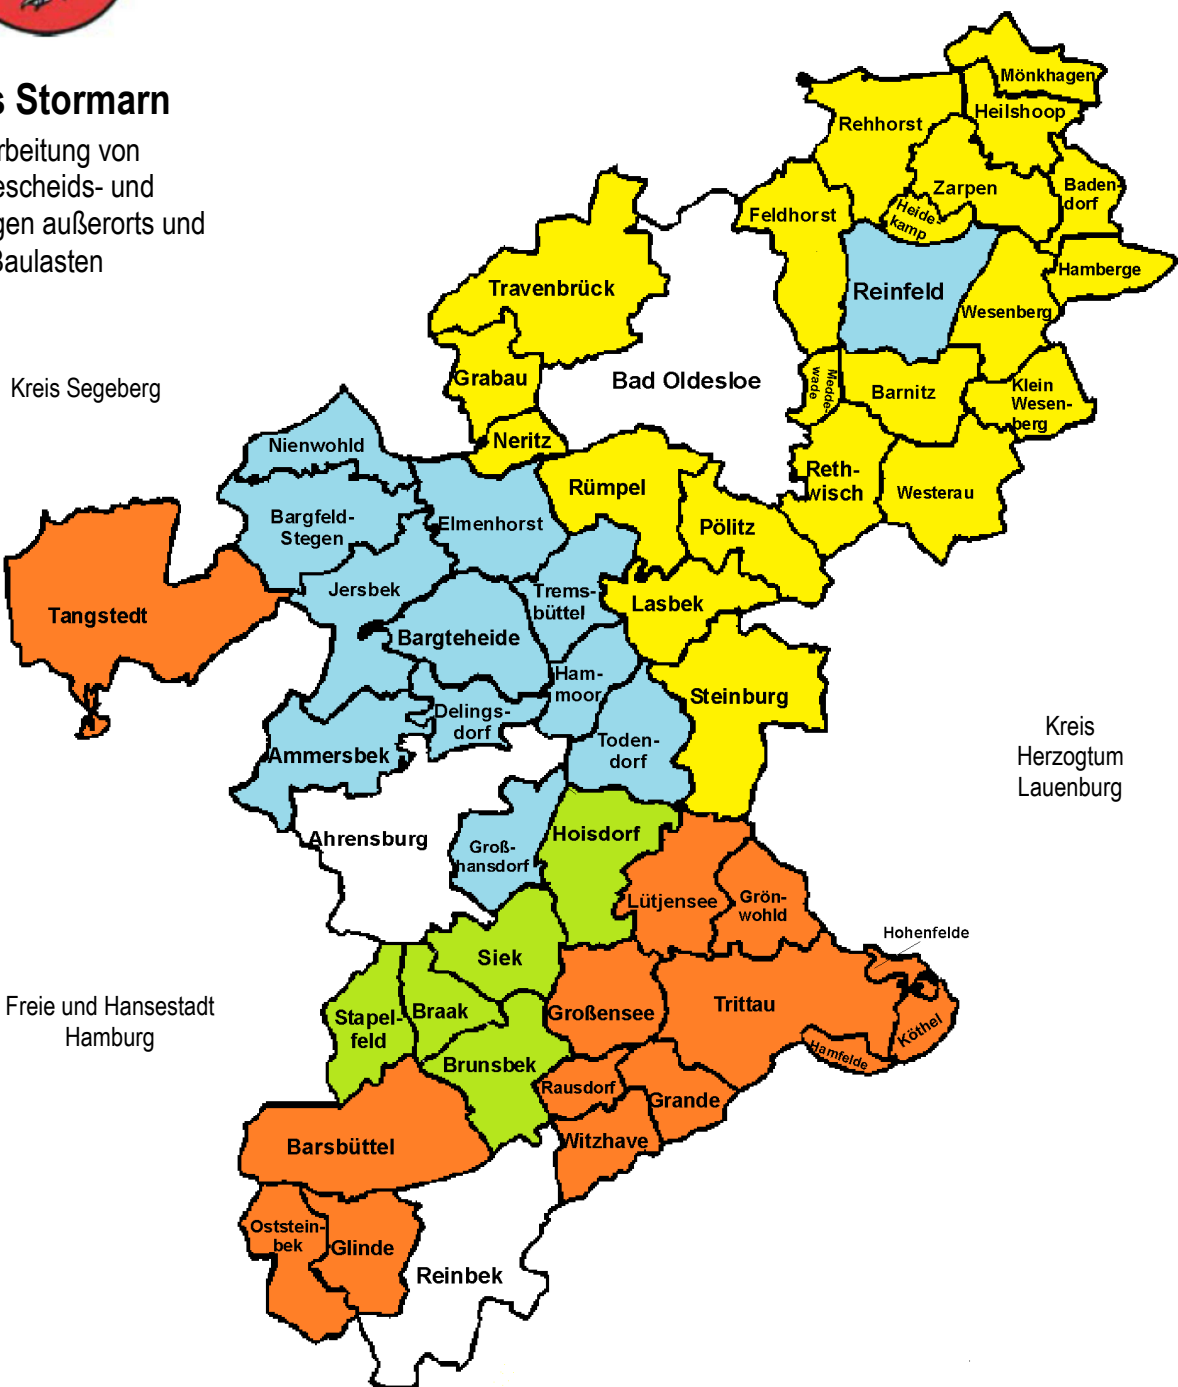 s Stormarn
rbeitung von
escheids- und
gen außerorts und
Baulasten
Mönkhagen
Heilshoop
Rehhorst
Zarpen
Baden-
dorf
Heide-
kamp
Feldhorst
Hamberge
Reinfeld
Wesenberg
Travenbrück
Kreis Segeberg
Grabau
Bad Oldesloe
Medde-
wade
Barnitz
Klein
Wesen-
berg
Nienwohld
Neritz
Rümpel
Reth-
wisch
Westerau
Bargfeld-
Stegen
Elmenhorst
Pölitz
Jersbek
Trems-
büttel
Lasbek
Tangstedt
Bargteheide
Ham-
moor
Steinburg
Delings-
dorf
Toden-
dorf
Kreis
Herzogtum
Lauenburg
Ammersbek
Ahrensburg
Groß-
hansdorf
Hoisdorf
Lütjensee
Grön-
wohld
Hohenfelde
Siek
Freie und Hansestadt
Hamburg
Stapel-
feld
Braak
Großensee
Trittau
Köthel
Hamfelde
Brunsbek
Rausdorf
Grande
Witzhave
Barsbüttel
Oststein-
bek
Glinde
Reinbek